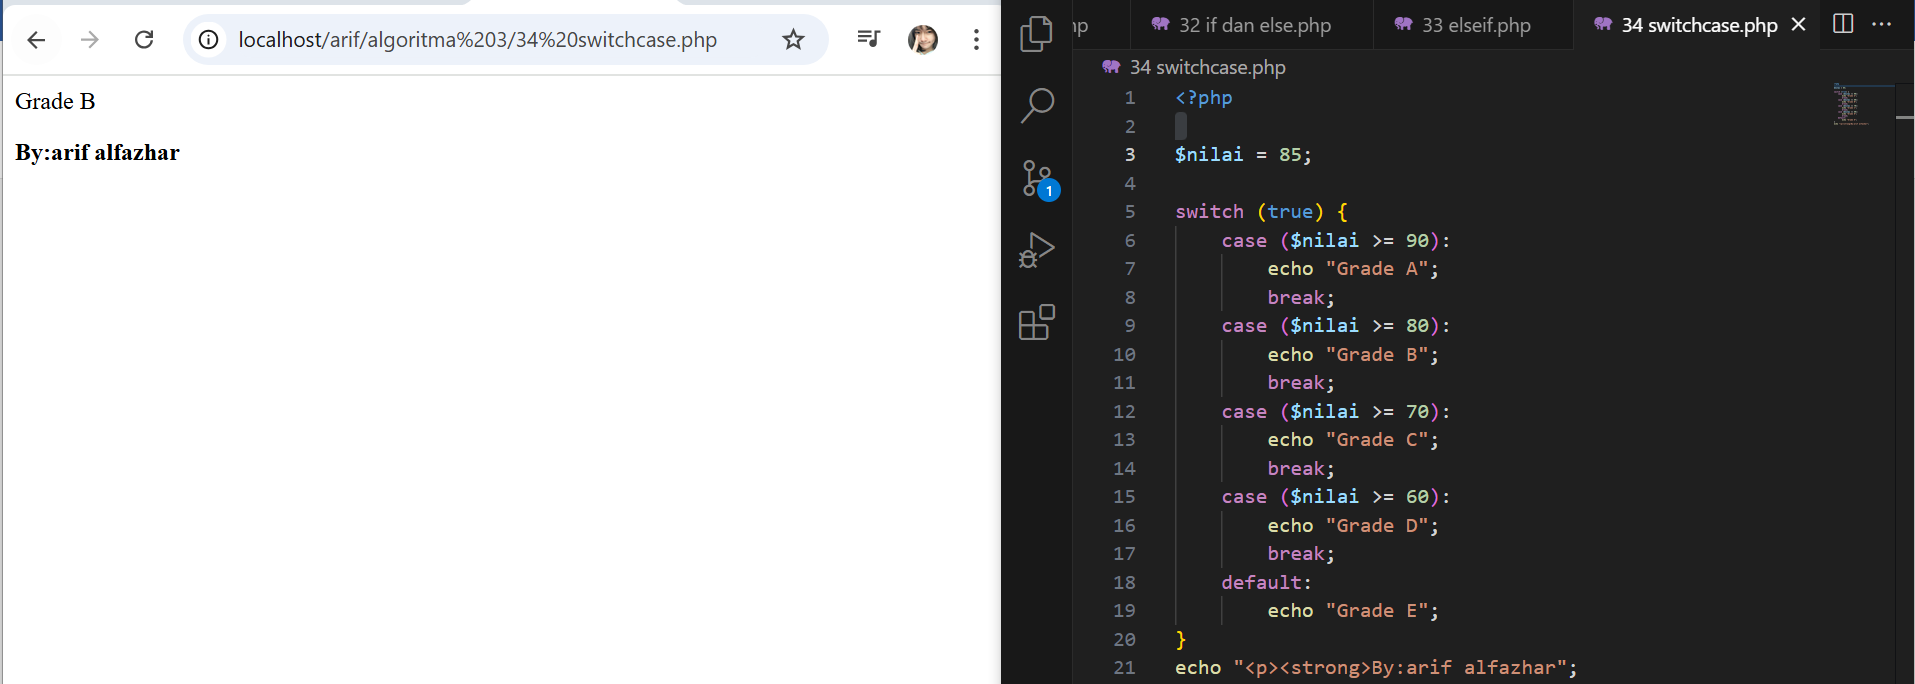 localhost/arif/algoritma%203/34%20switchcase.php
Grade B
By:arif alfazhar
1
np
32 if dan else.php
33 elseif.php
34 switchcase.php
34 switchcase.php
1 <?php
2
3 $nilai = 85;
4
5 switch (true) {
6 case ($nilai >= 90):
7 echo "Grade A";
8 break;
9 case ($nilai >= 80):
10 echo "Grade B";
11 break;
12 case ($nilai >= 70):
13 echo "Grade C";
14 break;
15 case ($nilai >= 60):
16 echo "Grade D";
17 break;
18 default:
19 echo "Grade E";
20 }
21 echo "<p><strong>By:arif alfazhar";